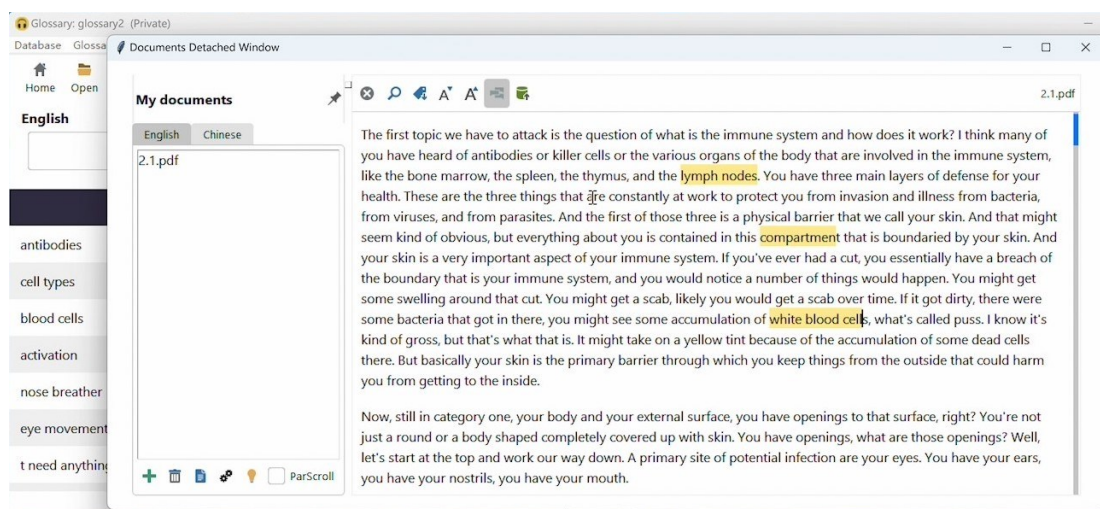 Glossary: glossary2 (Private)
Database Glossa
Documents Detached Window
Home Open
English
My documents
English Chinese
2.1.pdf
ParScroll
antibodies
cell types
blood cells
activation
nose breather
eye movement
t need anything
2.1.pdf
The first topic we have to attack is the question of what is the immune system and how does it work? I think many of
you have heard of antibodies or killer cells or the various organs of the body that are involved in the immune system,
like the bone marrow, the spleen, the thymus, and the lymph nodes. You have three main layers of defense for your
health. These are the three things that are constantly at work to protect you from invasion and illness from bacteria,
from viruses, and from parasites. And the first of those three is a physical barrier that we call your skin. And that might
seem kind of obvious, but everything about you is contained in this compartment that is boundaried by your skin. And
your skin is a very important aspect of your immune system. If you've ever had a cut, you essentially have a breach of
the boundary that is your immune system, and you would notice a number of things would happen. You might get
some swelling around that cut. You might get a scab, likely you would get a scab over time. If it got dirty, there were
some bacteria that got in there, you might see some accumulation of white blood cells, what's called puss. I know it's
kind of gross, but that's what that is. It might take on a yellow tint because of the accumulation of some dead cells
there. But basically your skin is the primary barrier through which you keep things from the outside that could harm
you from getting to the inside.
Now, still in category one, your body and your external surface, you have openings to that surface, right? You're not
just a round or a body shaped completely covered up with skin. You have openings, what are those openings? Well,
let's start at the top and work our way down. A primary site of potential infection are your eyes. You have your ears,
you have your nostrils, you have your mouth.